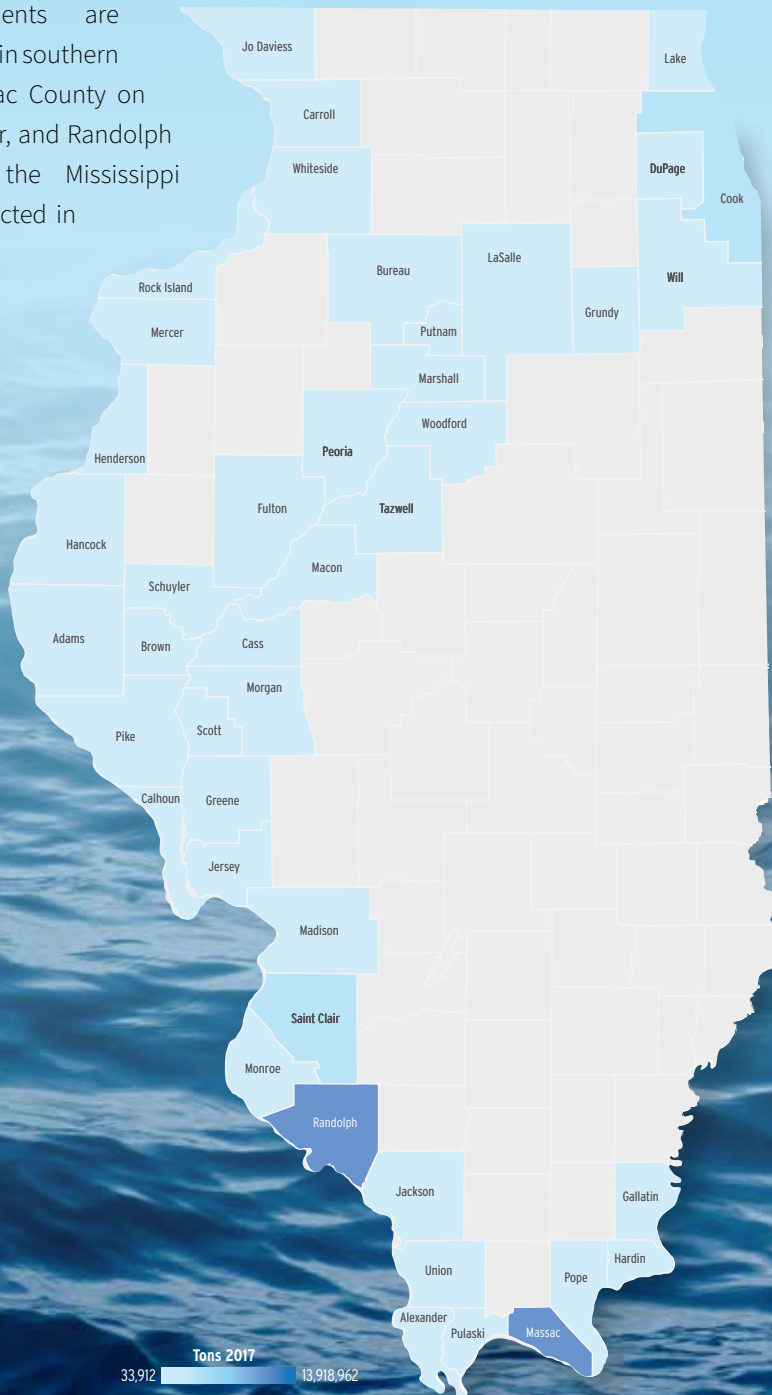 ents are
in southern
ac County on
r, and Randolph
the Mississippi
cted in
Jo Daviess
Lake
Carroll
Whiteside
DuPage
Cook
Bureau
LaSalle
Will
Rock Island
Grundy
Mercer
Putnam
Marshall
Woodford
Peoria
Henderson
Fulton
Tazwell
Hancock
Macon
Schuyler
Adams
Brown
Cass
Morgan
Scott
Pike
Calhoun
Greene
Jersey
Madison
Saint Clair
Monroe
Randolph
Jackson
Gallatin
Hardin
Union
Pope
Alexander
Pulaski
Massac
Tons 2017
33,912 13,918,962